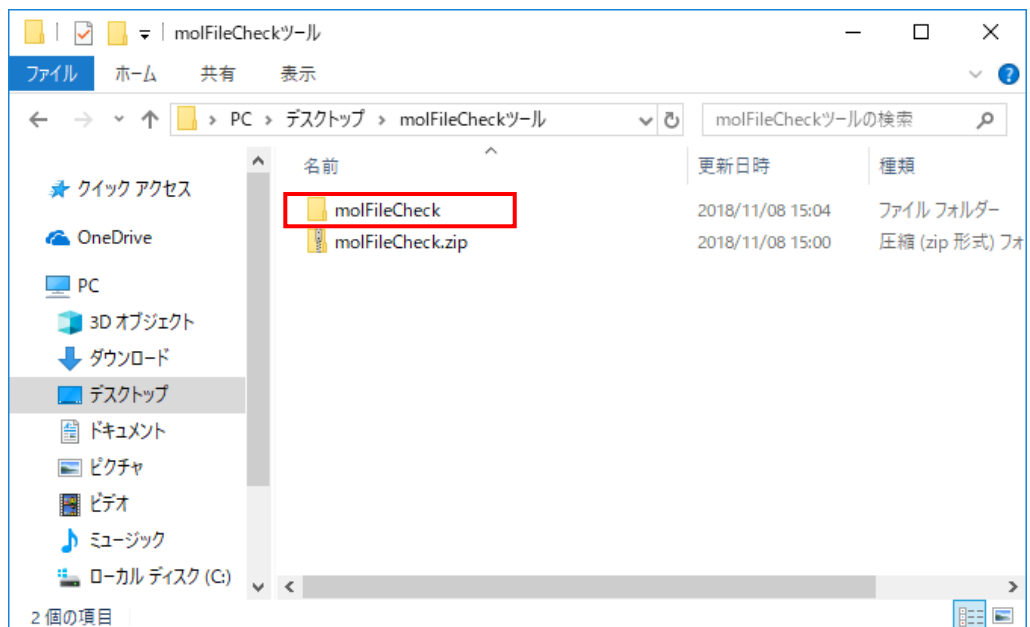 molFileCheckツール
ファイル ホーム 共有 表示
PC デスクトップ molFileCheckツール molFileCheckツールの検索
名前 更新日時 種類
molFileCheck 2018/11/08 15:04 ファイル フォルダー
molFileCheck.zip 2018/11/08 15:00 圧縮 (zip 形式) フォ
クイック アクセス
OneDrive
PC
3D オブジェクト
ダウンロード
デスクトップ
ドキュメント
ピクチャ
ビデオ
ミュージック
ローカル ディスク (C:)
2 個の項目